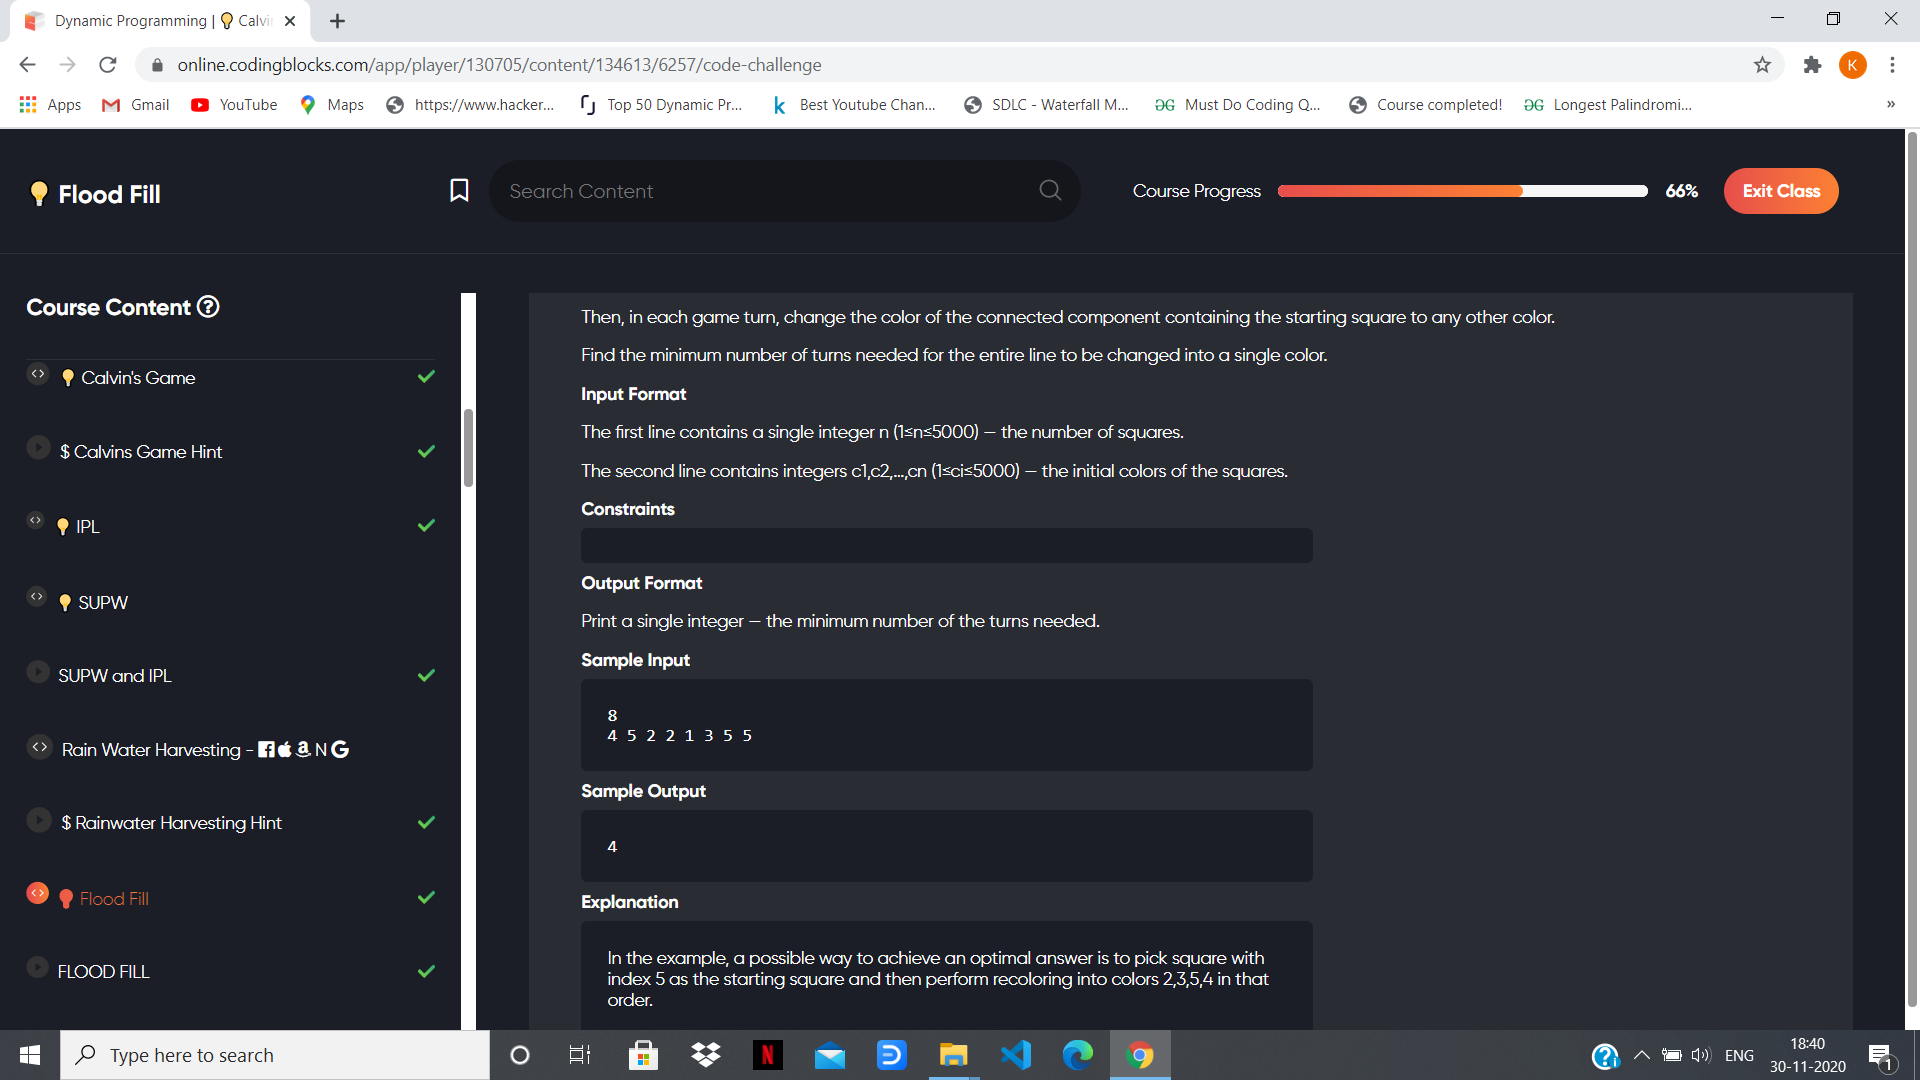 Dynamic Programming | Calvi
online.codingblocks.com/app/player/130705/content/134613/6257/code-challenge
K
Apps Gmail YouTube Maps https://www.hacker... Top 50 Dynamic Pr... Best Youtube Chan... SDLC - Waterfall M... Must Do Coding Q... Course completed! Longest Palindromi... »
Flood Fill
Search Content
Course Progress 66% Exit Class
Course Content
Calvin's Game
$ Calvins Game Hint
IPL
SUPW
SUPW and IPL
Rain Water Harvesting - N
$ Rainwater Harvesting Hint
Flood Fill
FLOOD FILL
Then, in each game turn, change the color of the connected component containing the starting square to any other color.
Find the minimum number of turns needed for the entire line to be changed into a single color.
Input Format
The first line contains a single integer n (1≤n≤5000) — the number of squares.
The second line contains integers c1,c2,…,cn (1≤ci≤5000) — the initial colors of the squares.
Constraints
Output Format
Print a single integer — the minimum number of the turns needed.
Sample Input
8
4 5 2 2 1 3 5 5
Sample Output
4
Explanation
In the example, a possible way to achieve an optimal answer is to pick square with
index 5 as the starting square and then perform recoloring into colors 2,3,5,4 in that
order.
Type here to search
ENG
18:40
30-11-2020
1